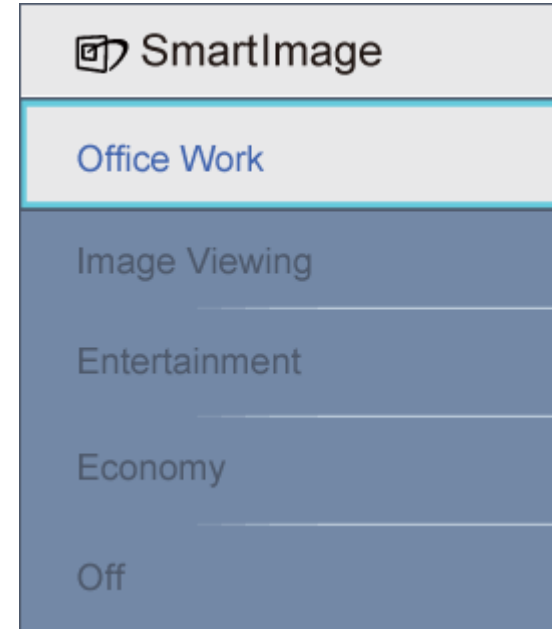 SmartImage
Office Work
Image Viewing
Entertainment
Economy
Off